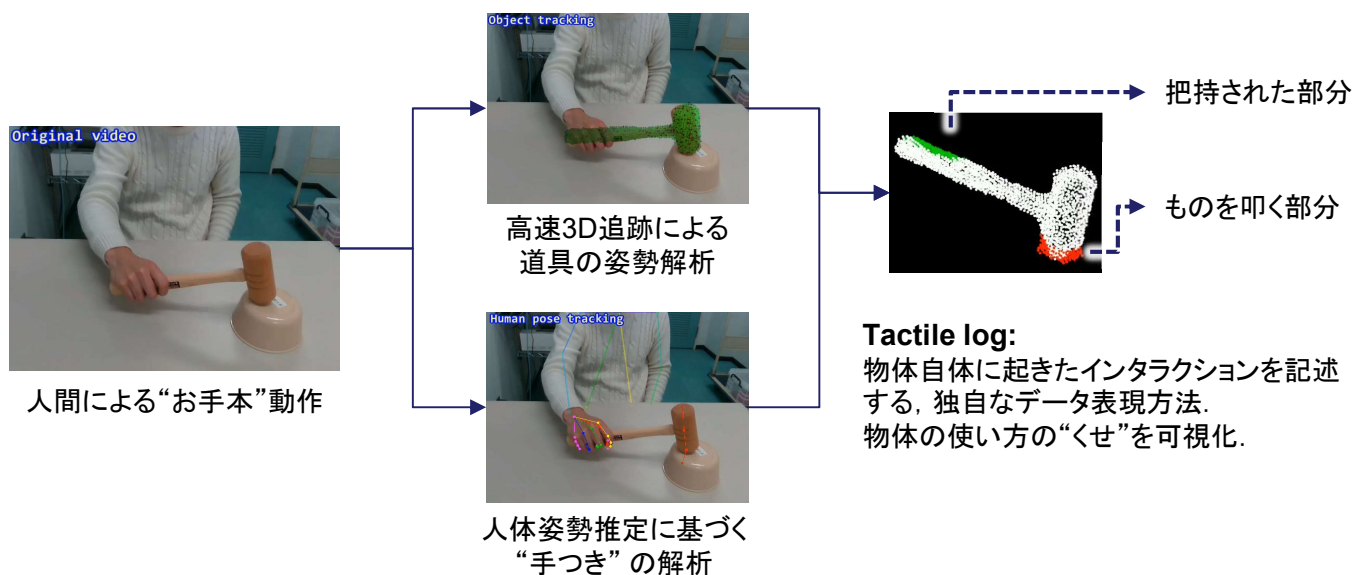 Original video
人間による“お手本”動作
Object tracking
高速3D追跡による
道具の姿勢解析
Human pose tracking
人体姿勢推定に基づく
“手つき” の解析
把持された部分
ものを叩く部分
Tactile log:
物体自体に起きたインタラクションを記述
する, 独自なデータ表現方法.
物体の使い方の“くせ”を可視化.